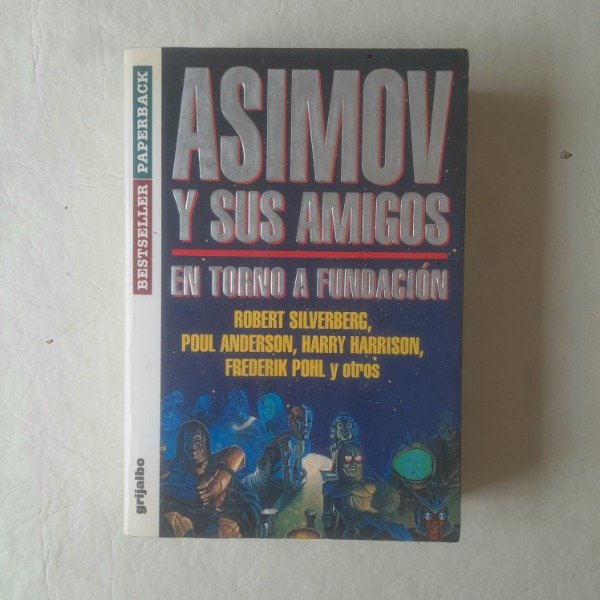 ASIMOV
Y SUS AMIGOS
EN TORNO A FUNDACIÓN
ROBERT SILVERBERG,
POUL ANDERSON, HARRY HARRISON,
FREDERIK POHL y otros
BESTSELLER PAPERBACK
grijalbo